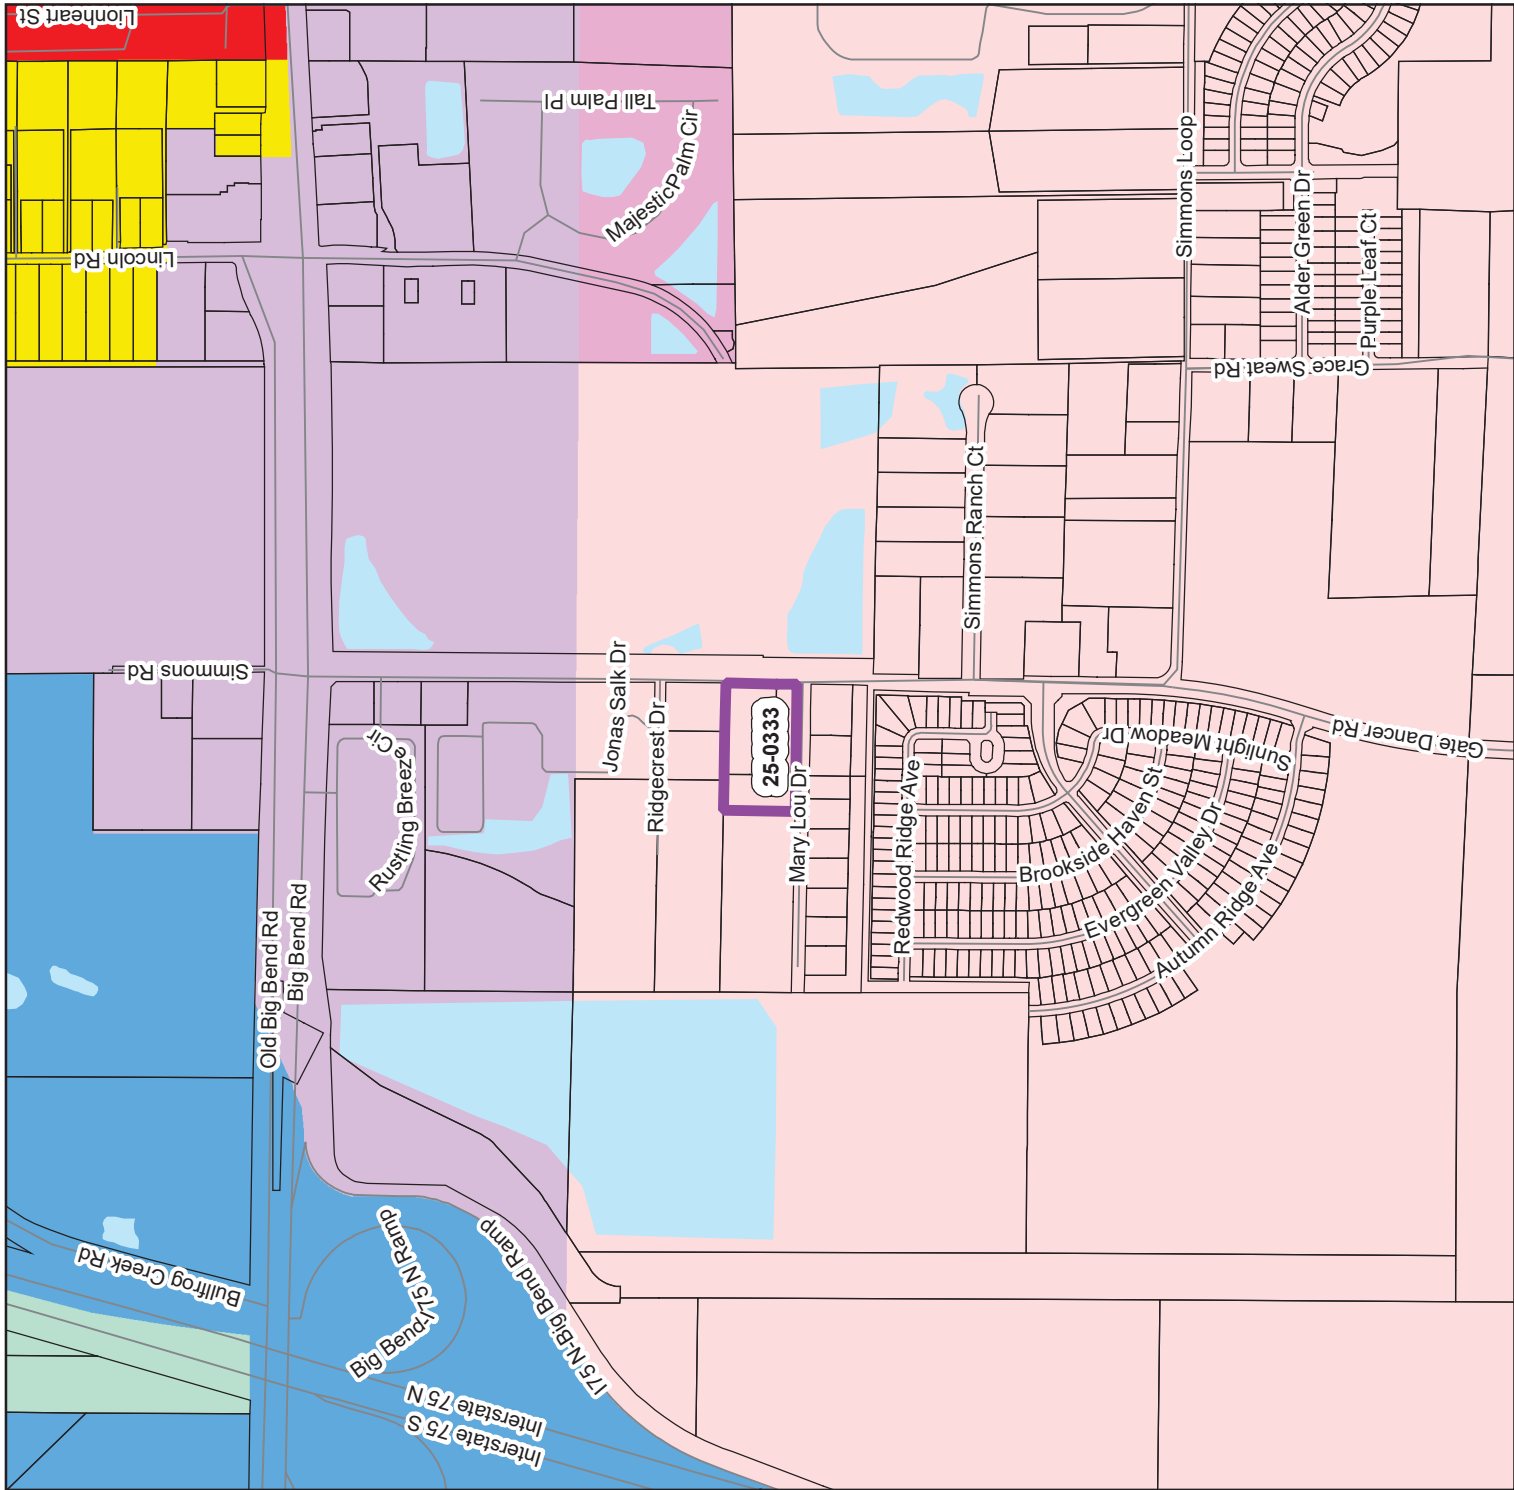 Lionheart St
Tall Palm Pl
Majestic Palm Cir
Simmons Loop
Lincoln Rd
Alder Green Dr
Purple Leaf Ct
Grace Sweat Rd
Simmons Ranch Ct
Simmons Rd
Jonas Salk Dr
Ridgecrest Dr
25-0333
Mary Lou Dr
Rustling Breeze Cir
Redwood Ridge Ave
Sunlight Meadow Dr
Gate Dancer Rd
Brookside Haven St
Evergreen Valley Dr
Autumn Ridge Ave
Old Big Bend Rd
Big Bend Rd
Bullfrog Creek Rd
Big Bend-I-75 N Ramp
I75 N-Big Bend Ramp
Interstate 75 N
Interstate 75 S